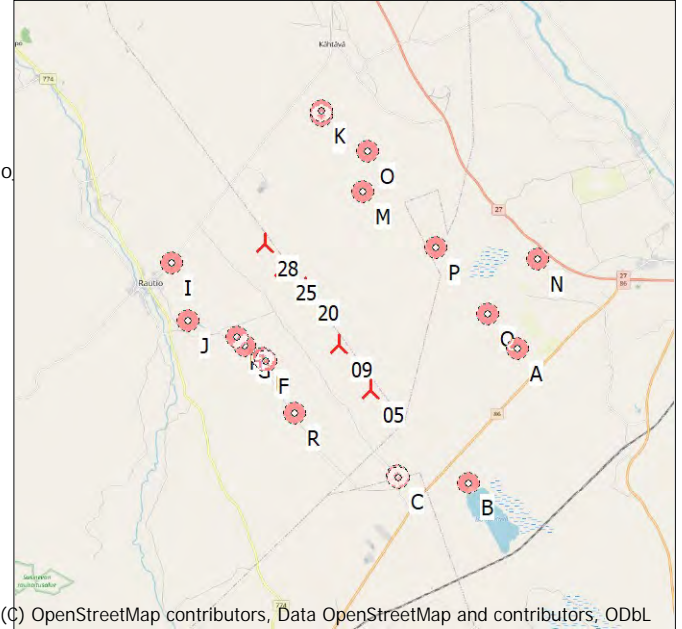 Kähtävä
774
K
O
M
27
P
N
28
I
25
Rautio
20
27
86
J
F
09
A
05
86
R
C
B
774
(C) OpenStreetMap contributors, Data OpenStreetMap and contributors, ODbL